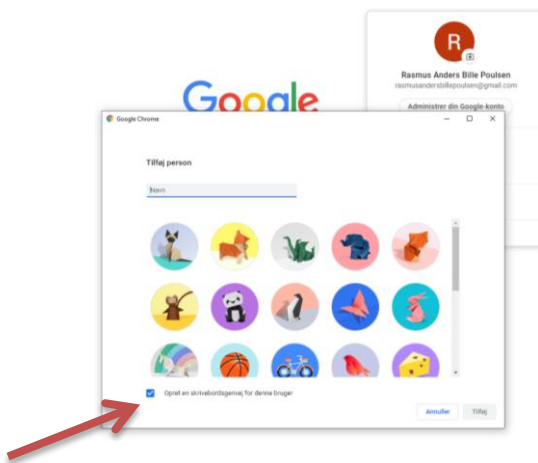 R
Rasmus Anders Bille Poulsen
rasmusandersbillepoulsen@gmail.com
Administrer din Google-konto
Google
Google Chrome
Tilføj person
Navn
Opret en skrivebordsgenvej for denne bruger
Annuller Tilføj